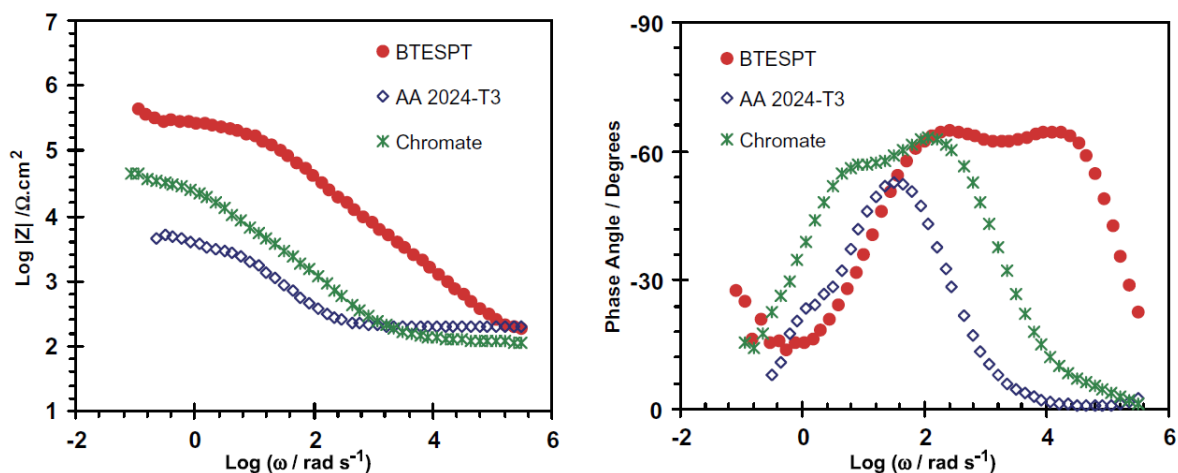 7
6
5
4
3
2
1
-2
0
2
4
6
Log |Z| /Ω.cm²
Log (ω / rad s⁻¹)
BTESPT
AA 2024-T3
Chromate
-90
-60
-30
0
-2
0
2
4
6
Phase Angle / Degrees
Log (ω / rad s⁻¹)
BTESPT
AA 2024-T3
Chromate